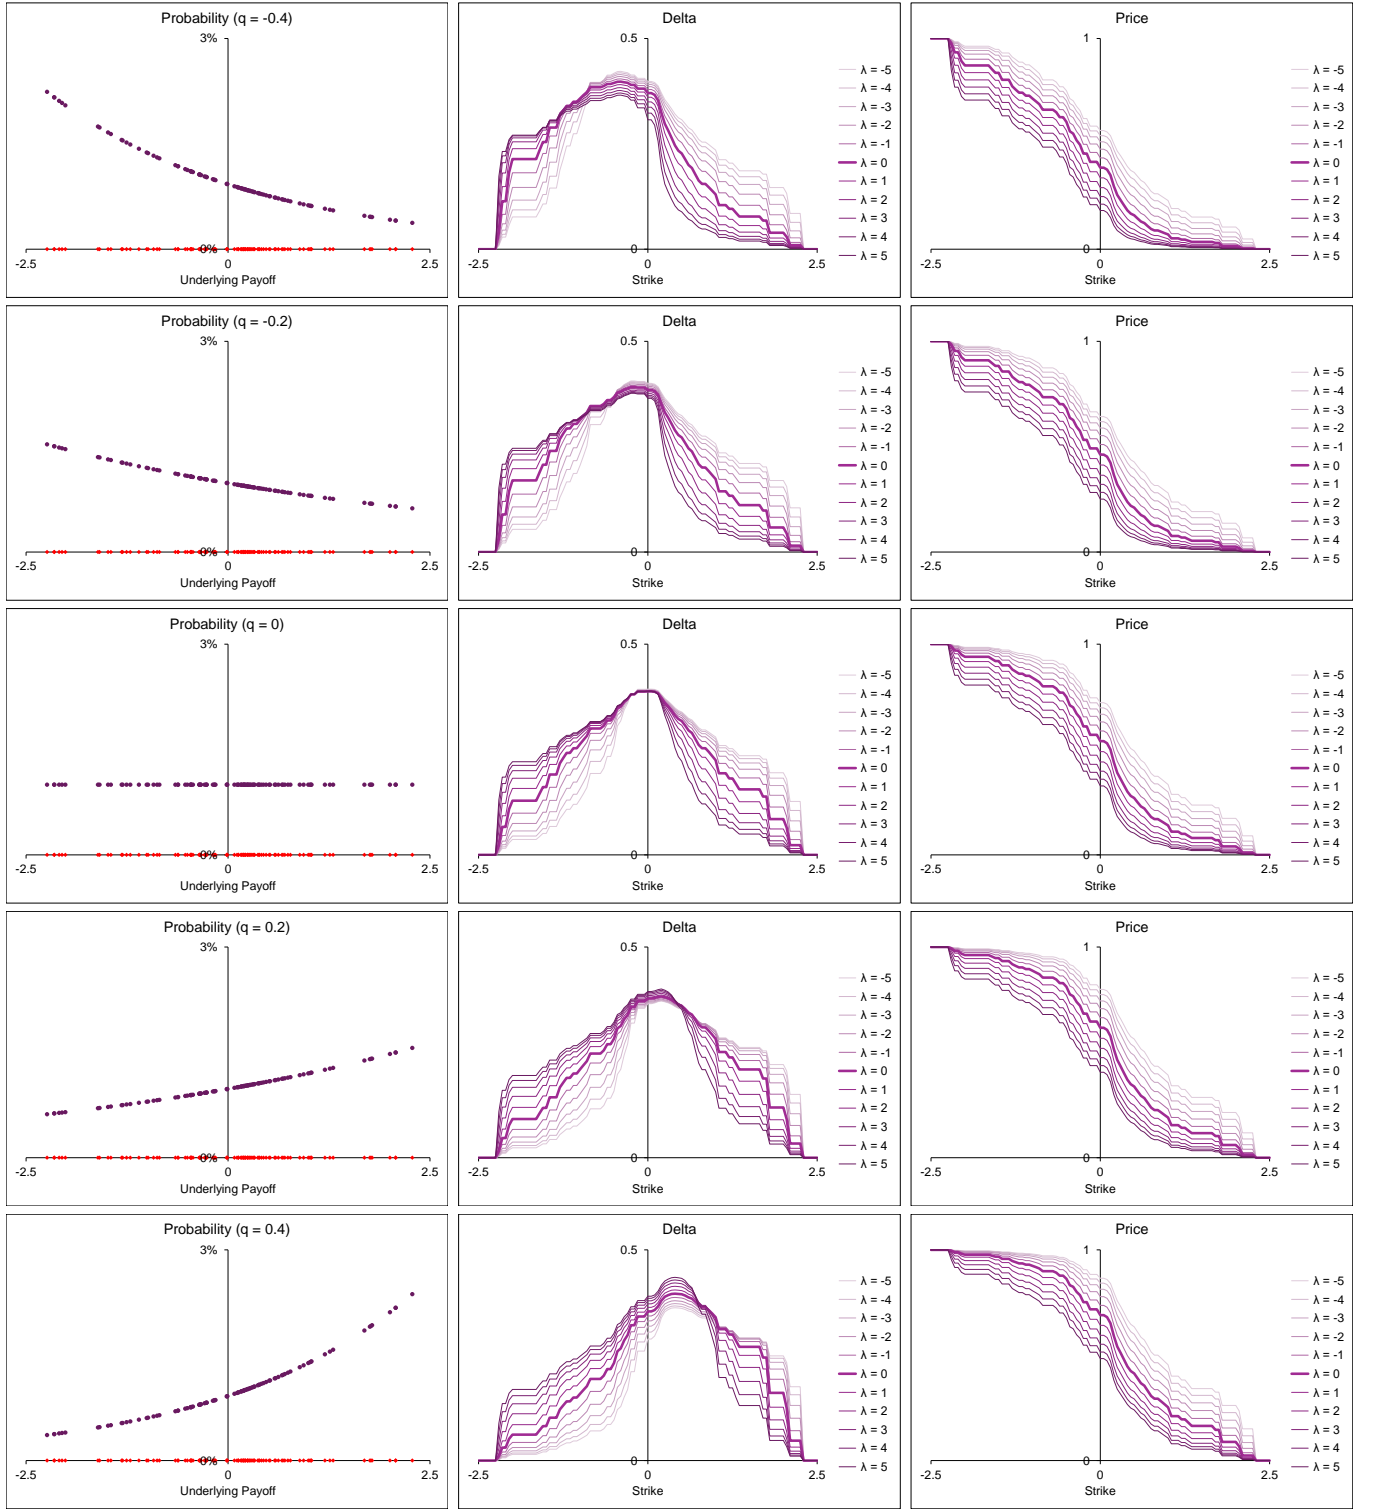 Probability (q = -0.4)
3%
0%
-2.5
0
2.5
Underlying Payoff
Delta
0.5
0
-2.5
0
2.5
Strike
λ = -5
λ = -4
λ = -3
λ = -2
λ = -1
λ = 0
λ = 1
λ = 2
λ = 3
λ = 4
λ = 5
Price
1
0
-2.5
0
2.5
Strike
λ = -5
λ = -4
λ = -3
λ = -2
λ = -1
λ = 0
λ = 1
λ = 2
λ = 3
λ = 4
λ = 5
Probability (q = -0.2)
3%
0%
-2.5
0
2.5
Underlying Payoff
Delta
0.5
0
-2.5
0
2.5
Strike
λ = -5
λ = -4
λ = -3
λ = -2
λ = -1
λ = 0
λ = 1
λ = 2
λ = 3
λ = 4
λ = 5
Price
1
0
-2.5
0
2.5
Strike
λ = -5
λ = -4
λ = -3
λ = -2
λ = -1
λ = 0
λ = 1
λ = 2
λ = 3
λ = 4
λ = 5
Probability (q = 0)
3%
0%
-2.5
0
2.5
Underlying Payoff
Delta
0.5
0
-2.5
0
2.5
Strike
λ = -5
λ = -4
λ = -3
λ = -2
λ = -1
λ = 0
λ = 1
λ = 2
λ = 3
λ = 4
λ = 5
Price
1
0
-2.5
0
2.5
Strike
λ = -5
λ = -4
λ = -3
λ = -2
λ = -1
λ = 0
λ = 1
λ = 2
λ = 3
λ = 4
λ = 5
Probability (q = 0.2)
3%
0%
-2.5
0
2.5
Underlying Payoff
Delta
0.5
0
-2.5
0
2.5
Strike
λ = -5
λ = -4
λ = -3
λ = -2
λ = -1
λ = 0
λ = 1
λ = 2
λ = 3
λ = 4
λ = 5
Price
1
0
-2.5
0
2.5
Strike
λ = -5
λ = -4
λ = -3
λ = -2
λ = -1
λ = 0
λ = 1
λ = 2
λ = 3
λ = 4
λ = 5
Probability (q = 0.4)
3%
0%
-2.5
0
2.5
Underlying Payoff
Delta
0.5
0
-2.5
0
2.5
Strike
λ = -5
λ = -4
λ = -3
λ = -2
λ = -1
λ = 0
λ = 1
λ = 2
λ = 3
λ = 4
λ = 5
Price
1
0
-2.5
0
2.5
Strike
λ = -5
λ = -4
λ = -3
λ = -2
λ = -1
λ = 0
λ = 1
λ = 2
λ = 3
λ = 4
λ = 5